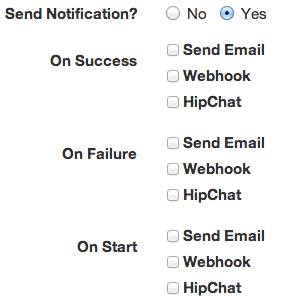 Send Notification? No Yes
On Success
Send Email
Webhook
HipChat
On Failure
Send Email
Webhook
HipChat
On Start
Send Email
Webhook
HipChat